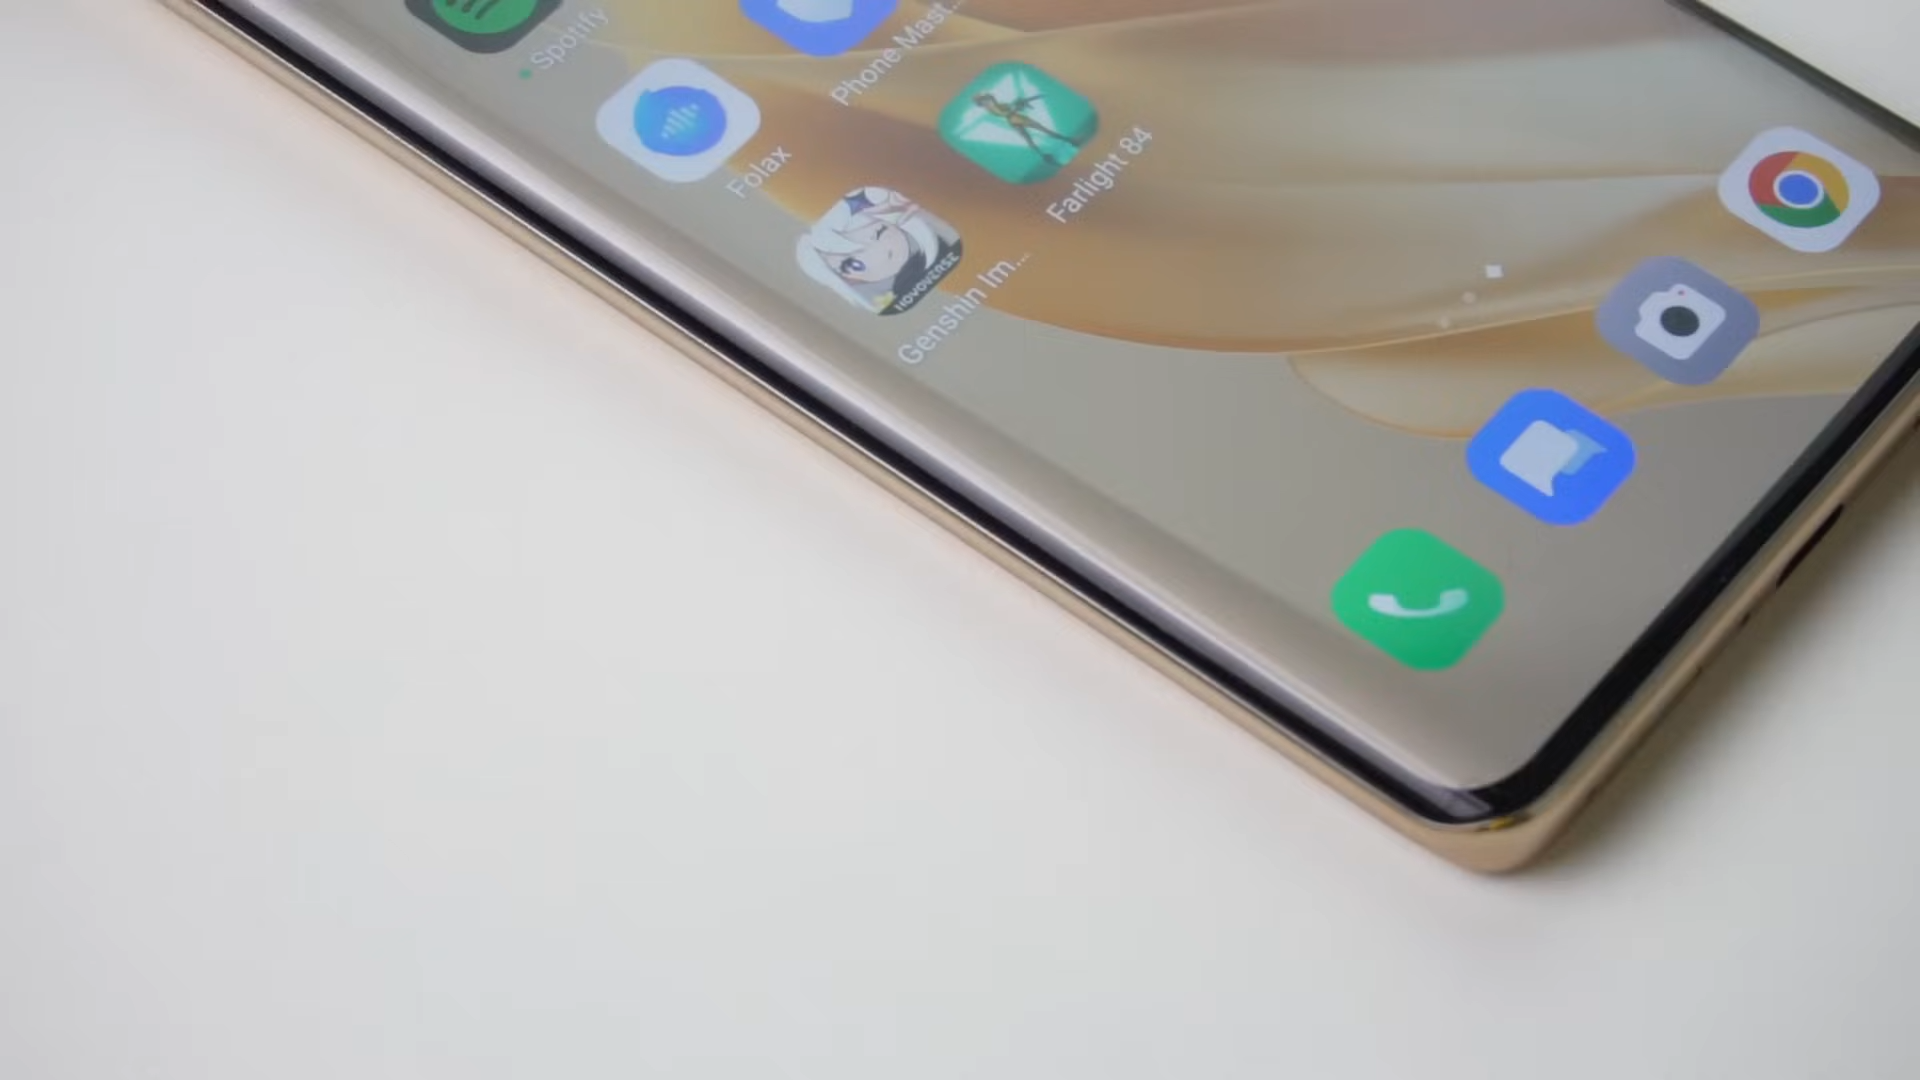 Spotify
Phone Mast...
Folax
Farlight 84
HOYOVERSE
Genshin Im...